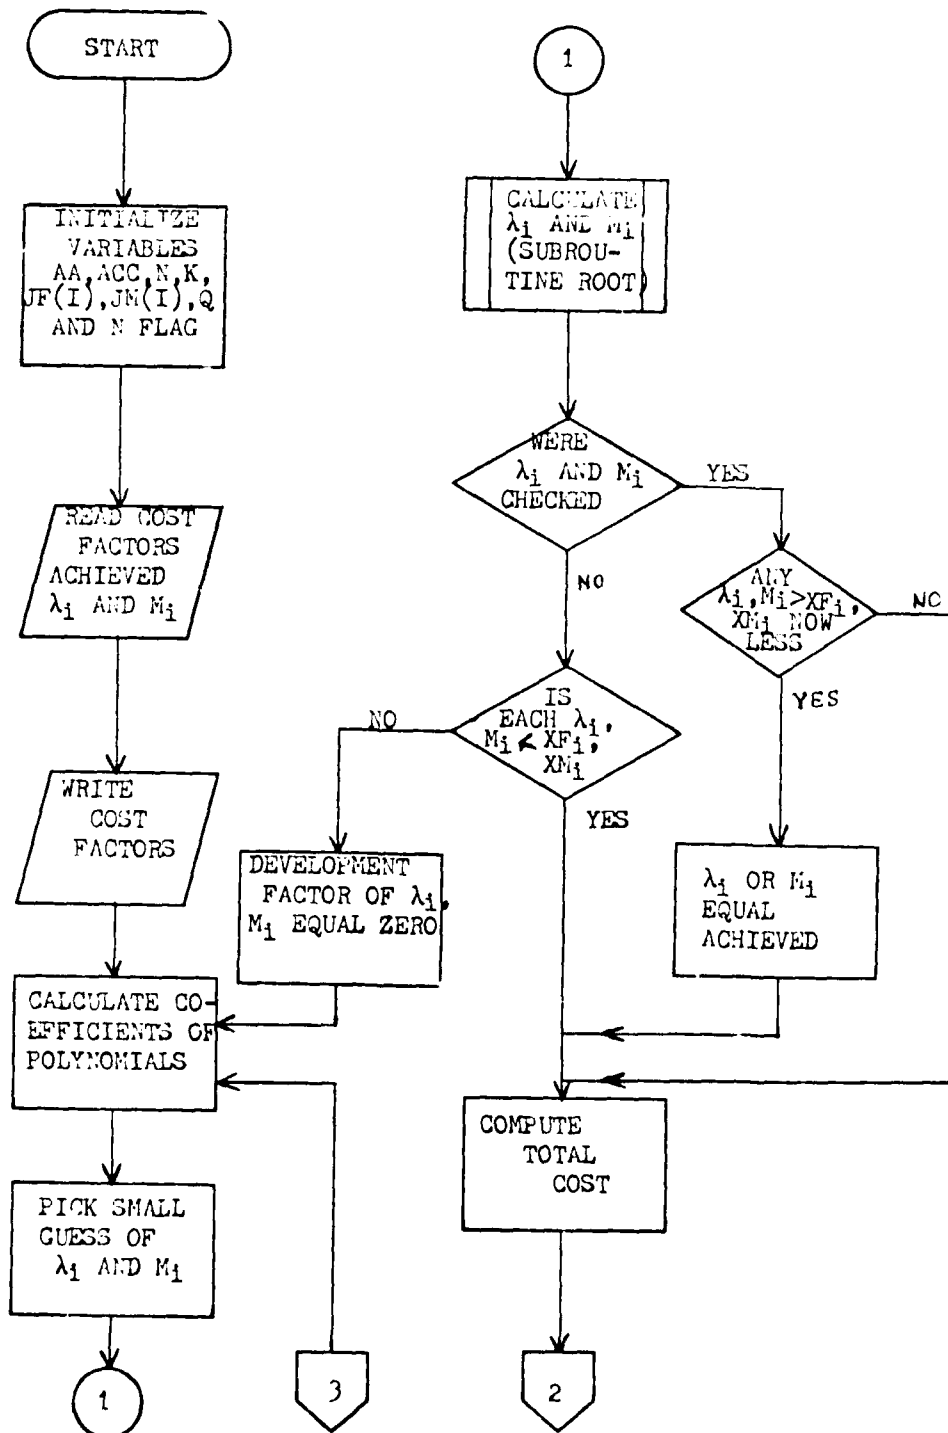 START
INITIALIZE
VARIABLES
AA,ACC,N,K,
JF(I),JM(I),Q
AND N FLAG
READ COST
FACTORS
ACHIEVED
λi AND Mi
WRITE
COST
FACTORS
CALCULATE CO-
EFFICIENTS OF
POLYNOMIALS
PICK SMALL
GUESS OF
λi AND Mi
1
NO
DEVELOPMENT
FACTOR OF λi,
Mi EQUAL ZERO
3
1
CALCULATE
λi AND Mi
(SUBROU-
TINE ROOT)
WERE
λi AND Mi
CHECKED
YES
NO
IS
EACH λi,
Mi < XFi,
XMi
YES
ANY
λi,Mi>XFi,
XMi NOW
LESS
NO
YES
λi OR Mi
EQUAL
ACHIEVED
COMPUTE
TOTAL
COST
2